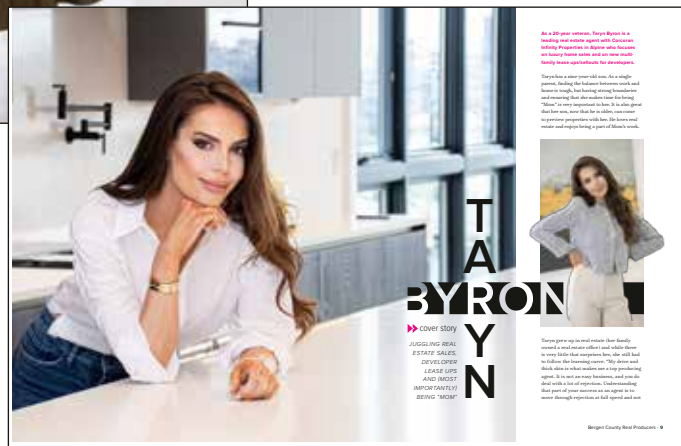 TARYN
BYRON
cover story
JUGGLING REAL
ESTATE SALES,
DEVELOPER
LEASE UPS
AND (MOST
IMPORTANTLY)
BEING "MOM"
As a 20-year veteran, Taryn Byron is a
leading real estate agent with Corcoran
Infinity Properties in Alpine who focuses
on luxury home sales and on new multi-
family lease ups/sellouts for developers.
Taryn has a nine-year-old son. As a single
parent, finding the balance between work and
home is tough, but having strong boundaries
and ensuring that she makes time for being
"Mom" is very important to her. It is also great
that her son, now that he is older, can come
to preview properties with her. He loves real
estate and enjoys being a part of Mom's work.
Taryn grew up in real estate (her family
owned a real estate office) and while there
is very little that surprises her, she still had
to follow the learning curve. "My drive and
thick skin is what makes me a top producing
agent. It is not an easy business, and you do
deal with a lot of rejection. Understanding
that part of your success as an agent is to
move through rejection at full speed and not
Bergen County Real Producers · 9